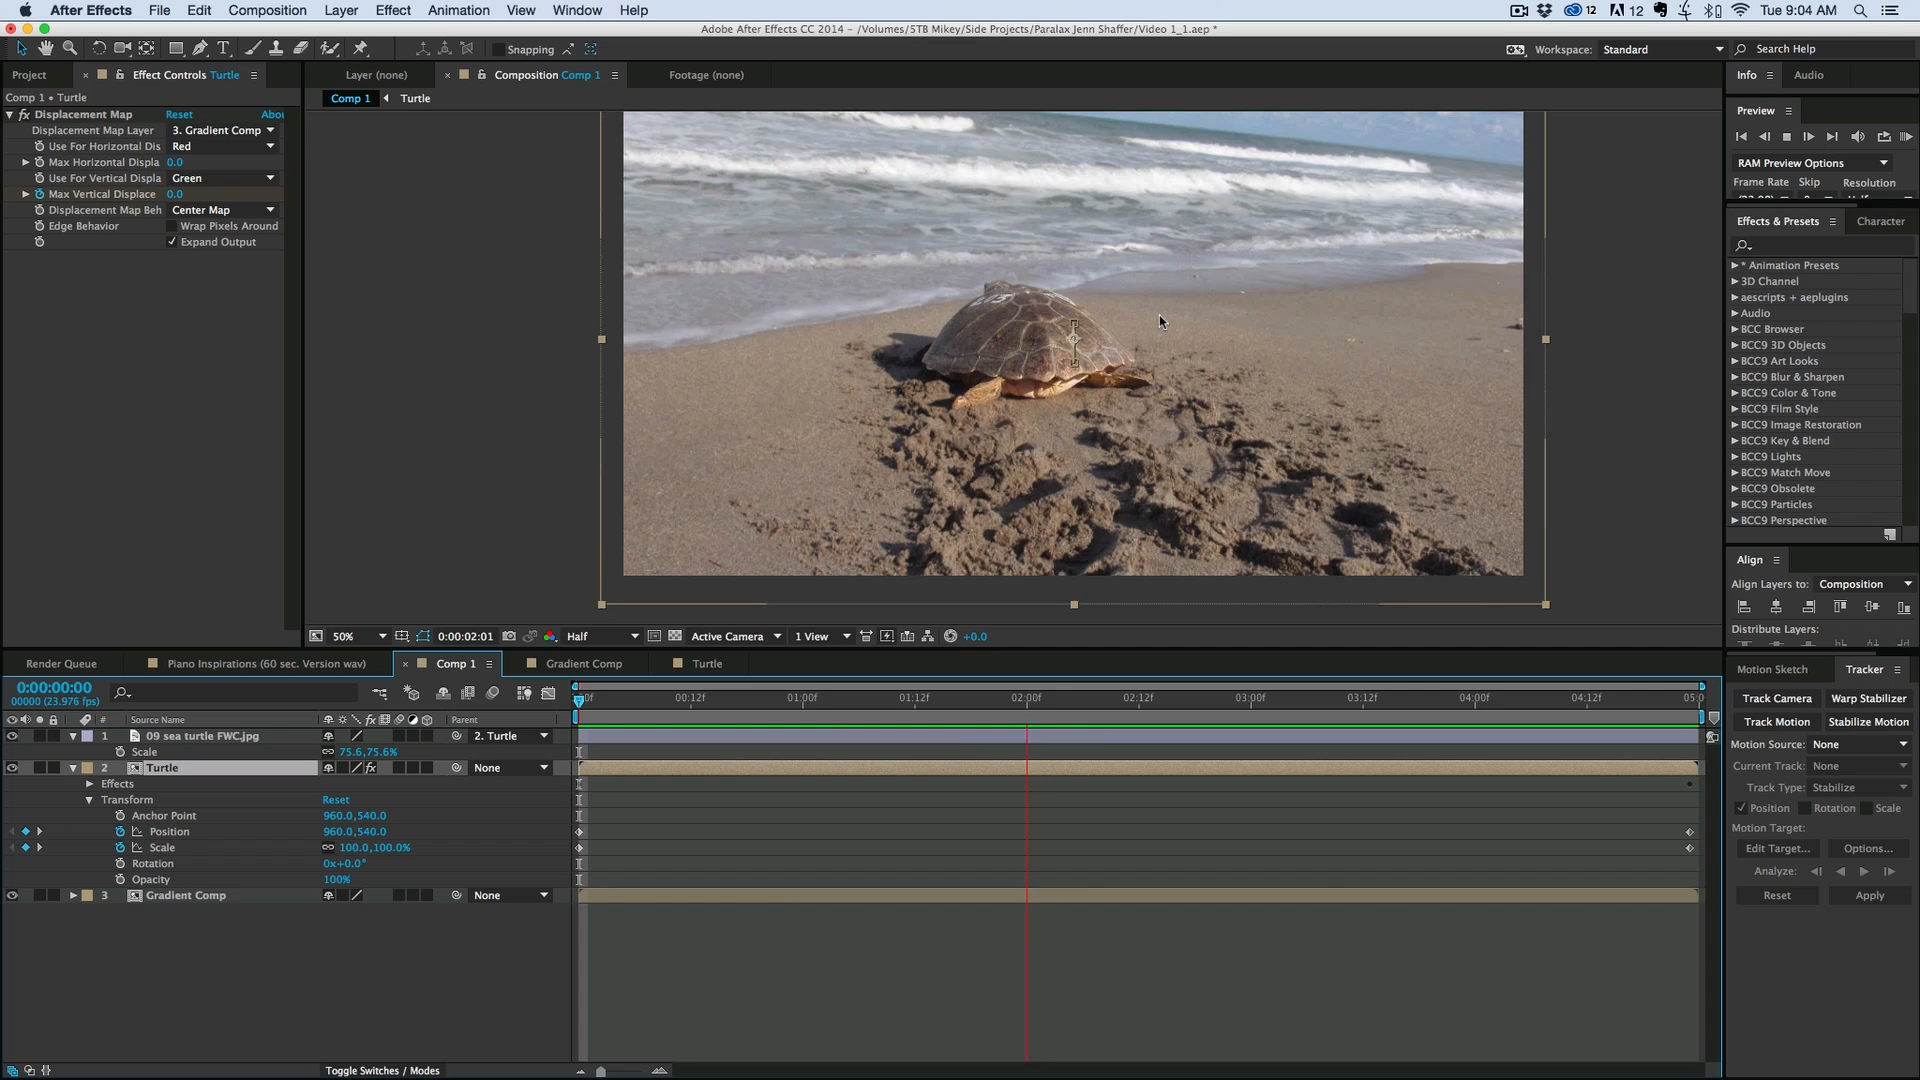 After Effects File Edit Composition Layer Effect Animation View Window Help 12 12 Tue 9:04 AM
Adobe After Effects CC 2014 - /Volumes/5TB Mikey/Side Projects/Paralax Jenn Shaffer/Video 1_1.aep *
Snapping Workspace: Standard Search Help
Project Effect Controls Turtle Layer (none) Composition Comp 1 Footage (none) Info Audio
Comp 1 • Turtle Comp 1 Turtle
Displacement Map Reset Preview
Displacement Map Layer 3. Gradient Comp
Use For Horizontal Dis Red
Max Horizontal Displa 0.0 RAM Preview Options
Use For Vertical Displa Green Frame Rate Skip Resolution
Max Vertical Displace 0.0
Displacement Map Beh Center Map
Edge Behavior Wrap Pixels Around Effects & Presets Character
Expand Output
* Animation Presets
3D Channel
aescripts + aeplugins
Audio
BCC Browser
BCC9 3D Objects
BCC9 Art Looks
BCC9 Blur & Sharpen
BCC9 Color & Tone
BCC9 Film Style
BCC9 Image Restoration
BCC9 Key & Blend
BCC9 Lights
BCC9 Match Move
BCC9 Obsolete
BCC9 Particles
BCC9 Perspective
Align
Align Layers to: Composition
Distribute Layers:
50% 0:00:02:01 Half Active Camera 1 View +0.0
Render Queue Piano Inspirations (60 sec. Version wav) Comp 1 Gradient Comp Turtle Motion Sketch Tracker
0:00:00:00
00000 (23.976 fps) 00:12f 01:00f 01:12f 02:00f 02:12f 03:00f 03:12f 04:00f 04:12f Track Camera Warp Stabilizer
# Source Name Parent Track Motion Stabilize Motion
1 09 sea turtle FWC.jpg 2. Turtle Motion Source: None
Scale 75.6,75.6%
2 Turtle None Current Track: None
Effects Track Type: Stabilize
Transform Reset Position Rotation Scale
Anchor Point 960.0,540.0
Position 960.0,540.0 Motion Target:
Scale 100.0,100.0% Edit Target... Options...
Rotation 0x+0.0°
Opacity 100% Analyze:
3 Gradient Comp None Reset Apply
Toggle Switches / Modes